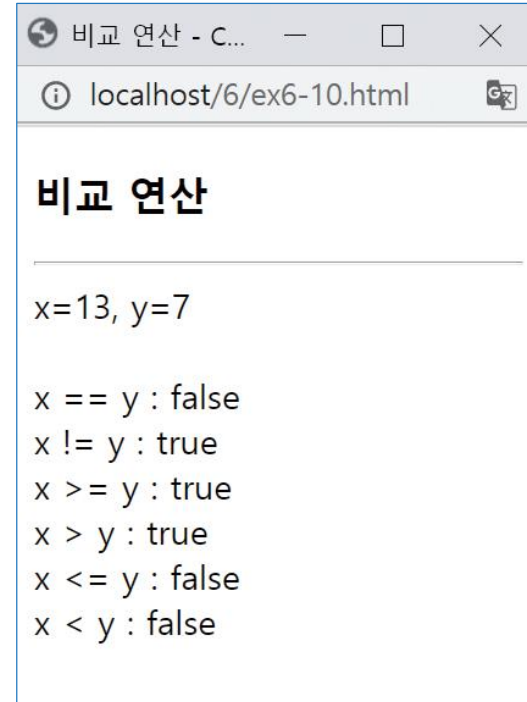 비교 연산 - C...
localhost/6/ex6-10.html
비교 연산
x=13, y=7
x == y : false
x != y : true
x >= y : true
x > y : true
x <= y : false
x < y : false